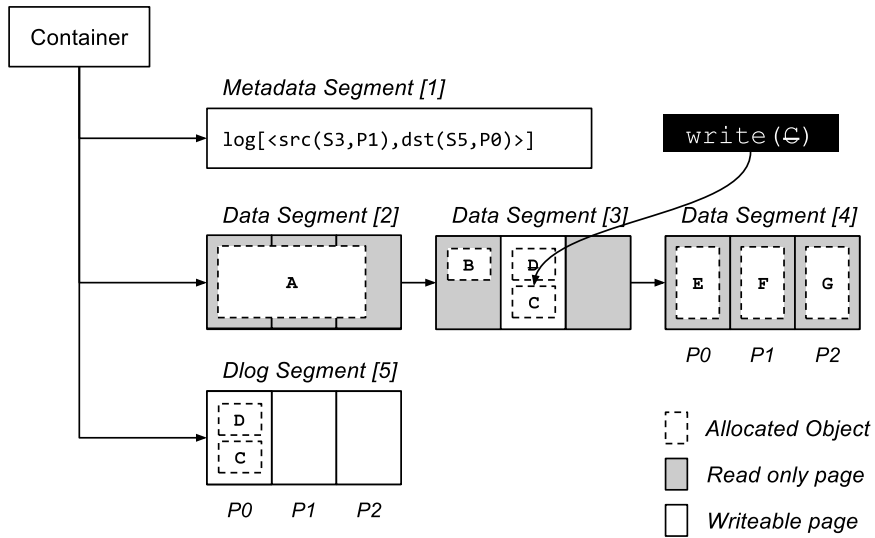 Container
Metadata Segment [1]
log[<src(S3,P1),dst(S5,P0)>]
write(C)
Data Segment [2]
Data Segment [3]
Data Segment [4]
A
B
D
C
E
F
G
P0
P1
P2
Dlog Segment [5]
D
C
P0
P1
P2
Allocated Object
Read only page
Writeable page